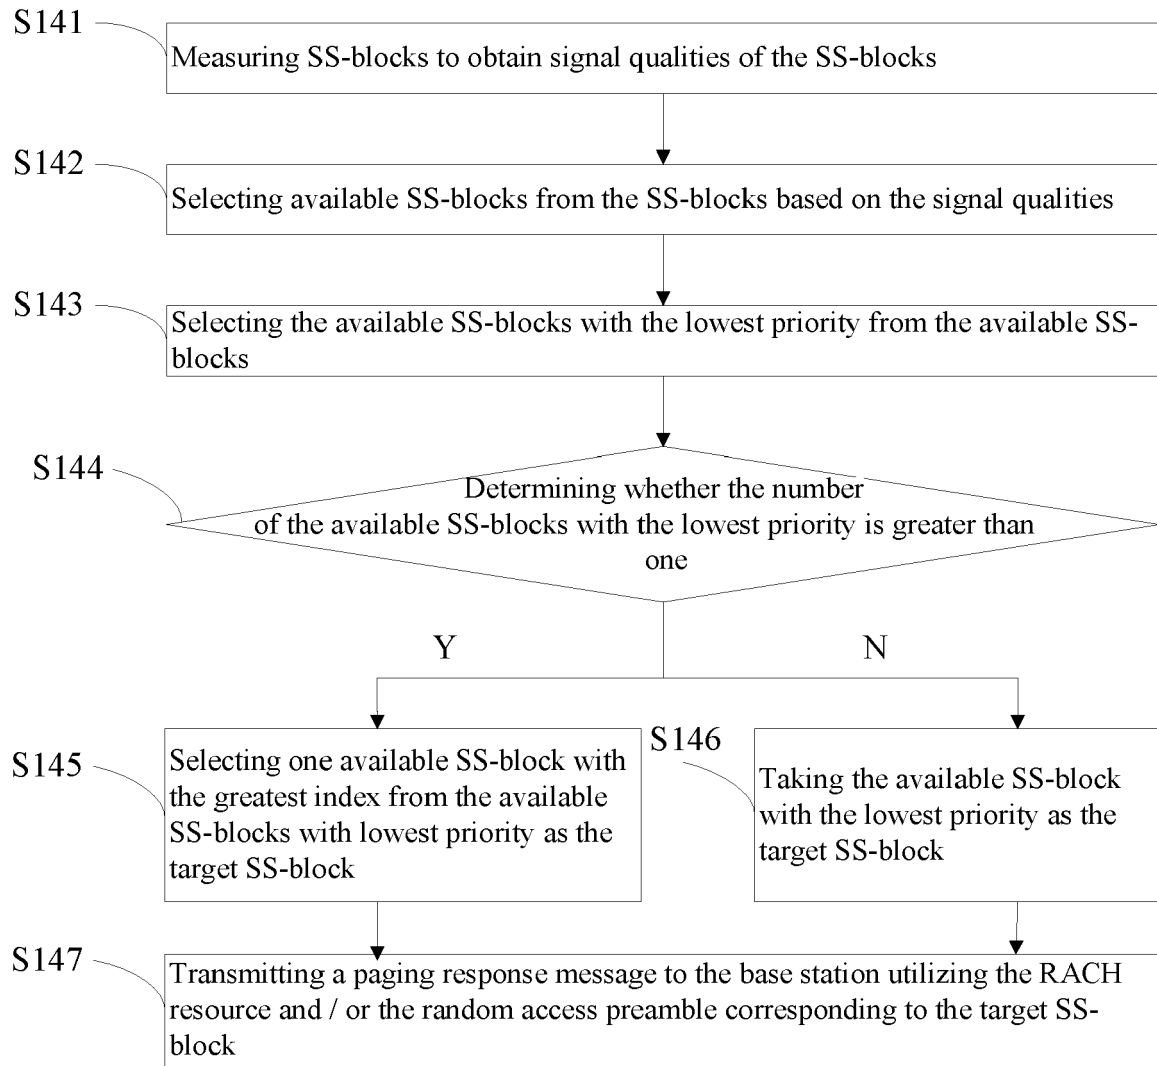 S141
Measuring SS-blocks to obtain signal qualities of the SS-blocks
S142
Selecting available SS-blocks from the SS-blocks based on the signal qualities
S143
Selecting the available SS-blocks with the lowest priority from the available SS-
blocks
S144
Determining whether the number
of the available SS-blocks with the lowest priority is greater than
one
Y
N
S145
Selecting one available SS-block with
the greatest index from the available
SS-blocks with lowest priority as the
target SS-block
S146
Taking the available SS-block
with the lowest priority as the
target SS-block
S147
Transmitting a paging response message to the base station utilizing the RACH
resource and / or the random access preamble corresponding to the target SS-
block